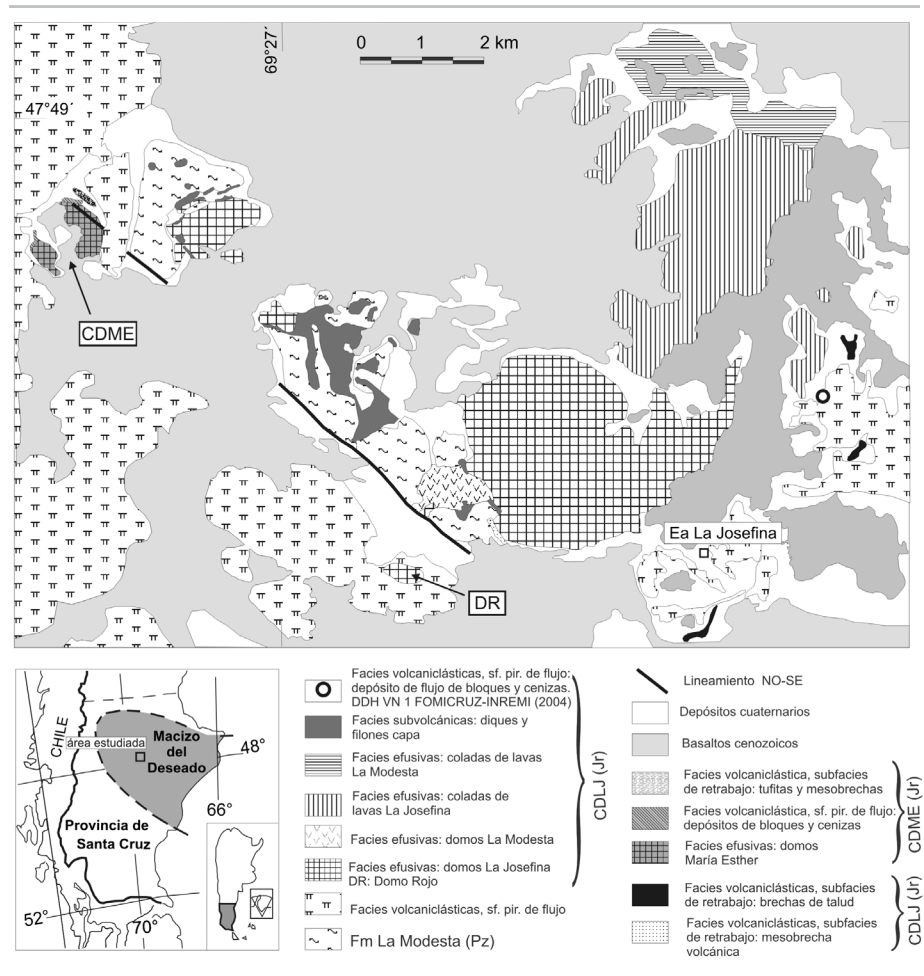 69°27´
0 1 2 km
47°49´
CDME
Ea La Josefina
DR
CHILE
área estudiada
Macizo
del
Deseado
48°
66°
Provincia de
Santa Cruz
52°
70°
Facies volcaniclásticas, sf. pir. de flujo:
depósito de flujo de bloques y cenizas.
DDH VN 1 FOMICRUZ-INREMI (2004)
Facies subvolcánicas: diques y
filones capa
Facies efusivas: coladas de lavas
La Modesta
Facies efusivas: coladas de
lavas La Josefina
Facies efusivas: domos La Modesta
Facies efusivas: domos La Josefina
DR: Domo Rojo
Facies volcaniclásticas, sf. pir. de flujo
Fm La Modesta (Pz)
CDLJ (Jr)
Lineamiento NO-SE
Depósitos cuaternarios
Basaltos cenozoicos
Facies volcaniclástica, subfacies
de retrabajo: tufitas y mesobrechas
Facies volcaniclástica, sf. pir. de flujo:
depósitos de bloques y cenizas
Facies efusivas: domos
María Esther
CDME (Jr)
Facies volcaniclásticas, subfacies
de retrabajo: brechas de talud
Facies volcaniclásticas, subfacies
de retrabajo: mesobrecha
volcánica
CDLJ (Jr)